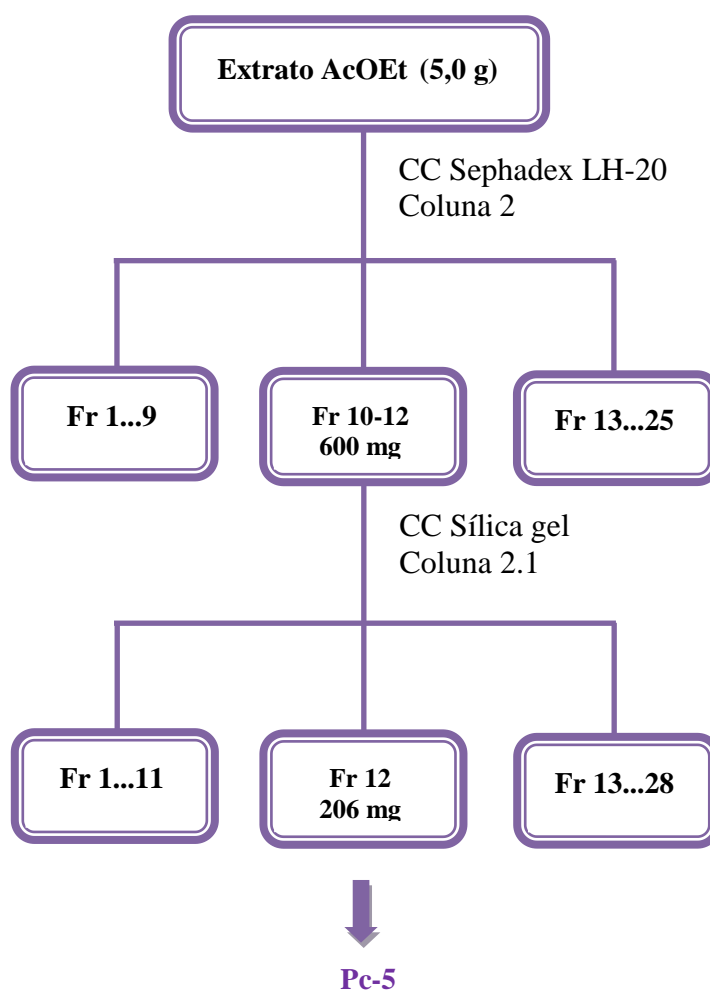 Extrato AcOEt (5,0 g)
CC Sephadex LH-20
Coluna 2
Fr 1...9
Fr 10-12
600 mg
Fr 13...25
CC Sílica gel
Coluna 2.1
Fr 1...11
Fr 12
206 mg
Fr 13...28
Pc-5